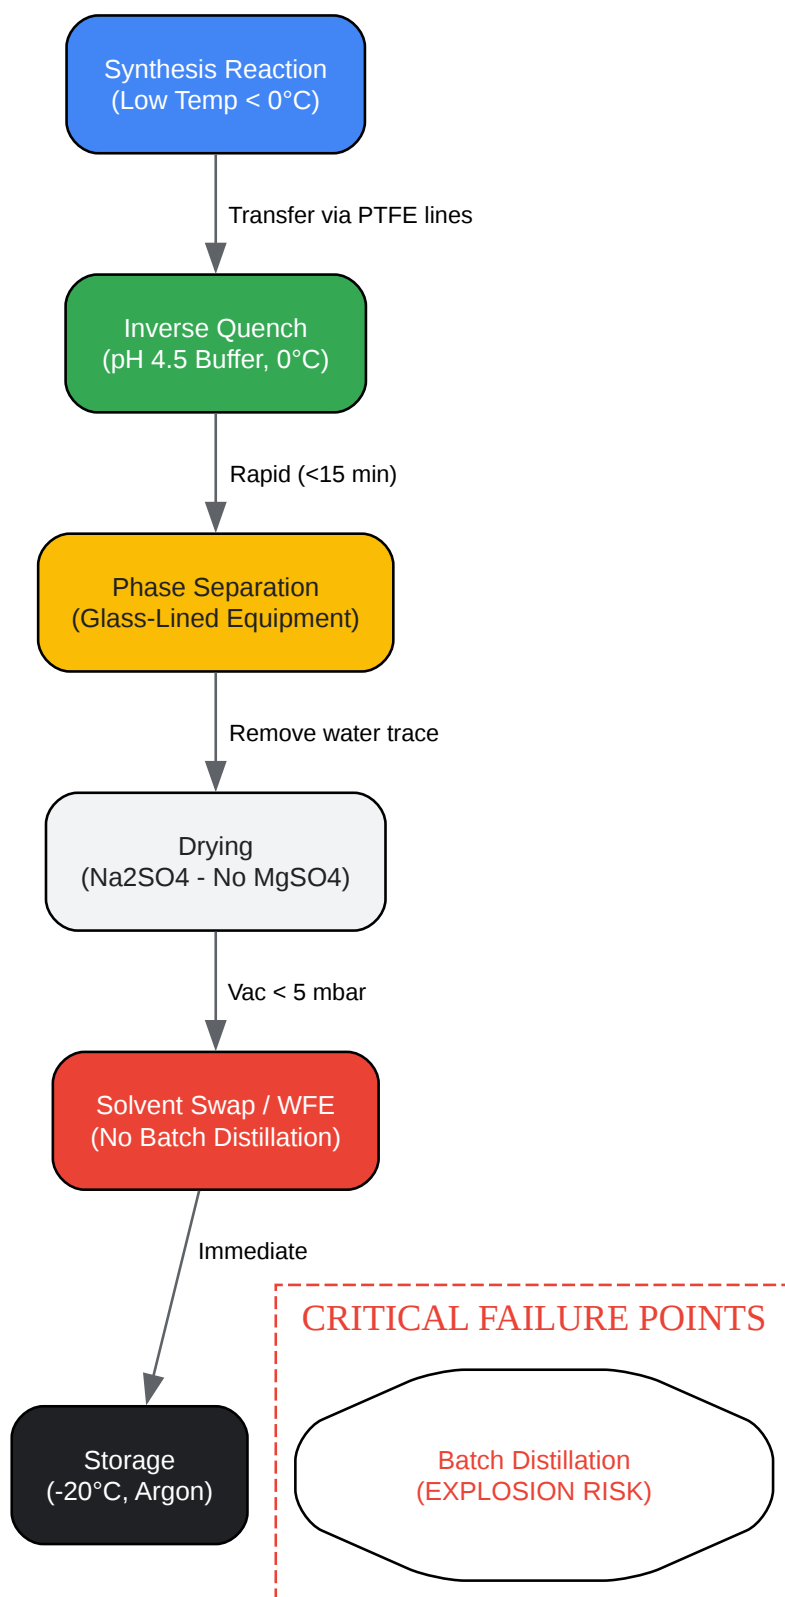 Synthesis Reaction
(Low Temp < 0°C)
Transfer via PTFE lines
Inverse Quench
(pH 4.5 Buffer, 0°C)
Rapid (<15 min)
Phase Separation
(Glass-Lined Equipment)
Remove water trace
Drying
(Na2SO4 - No MgSO4)
Vac < 5 mbar
Solvent Swap / WFE
(No Batch Distillation)
Immediate
CRITICAL FAILURE POINTS
Storage
(-20°C, Argon)
Batch Distillation
(EXPLOSION RISK)